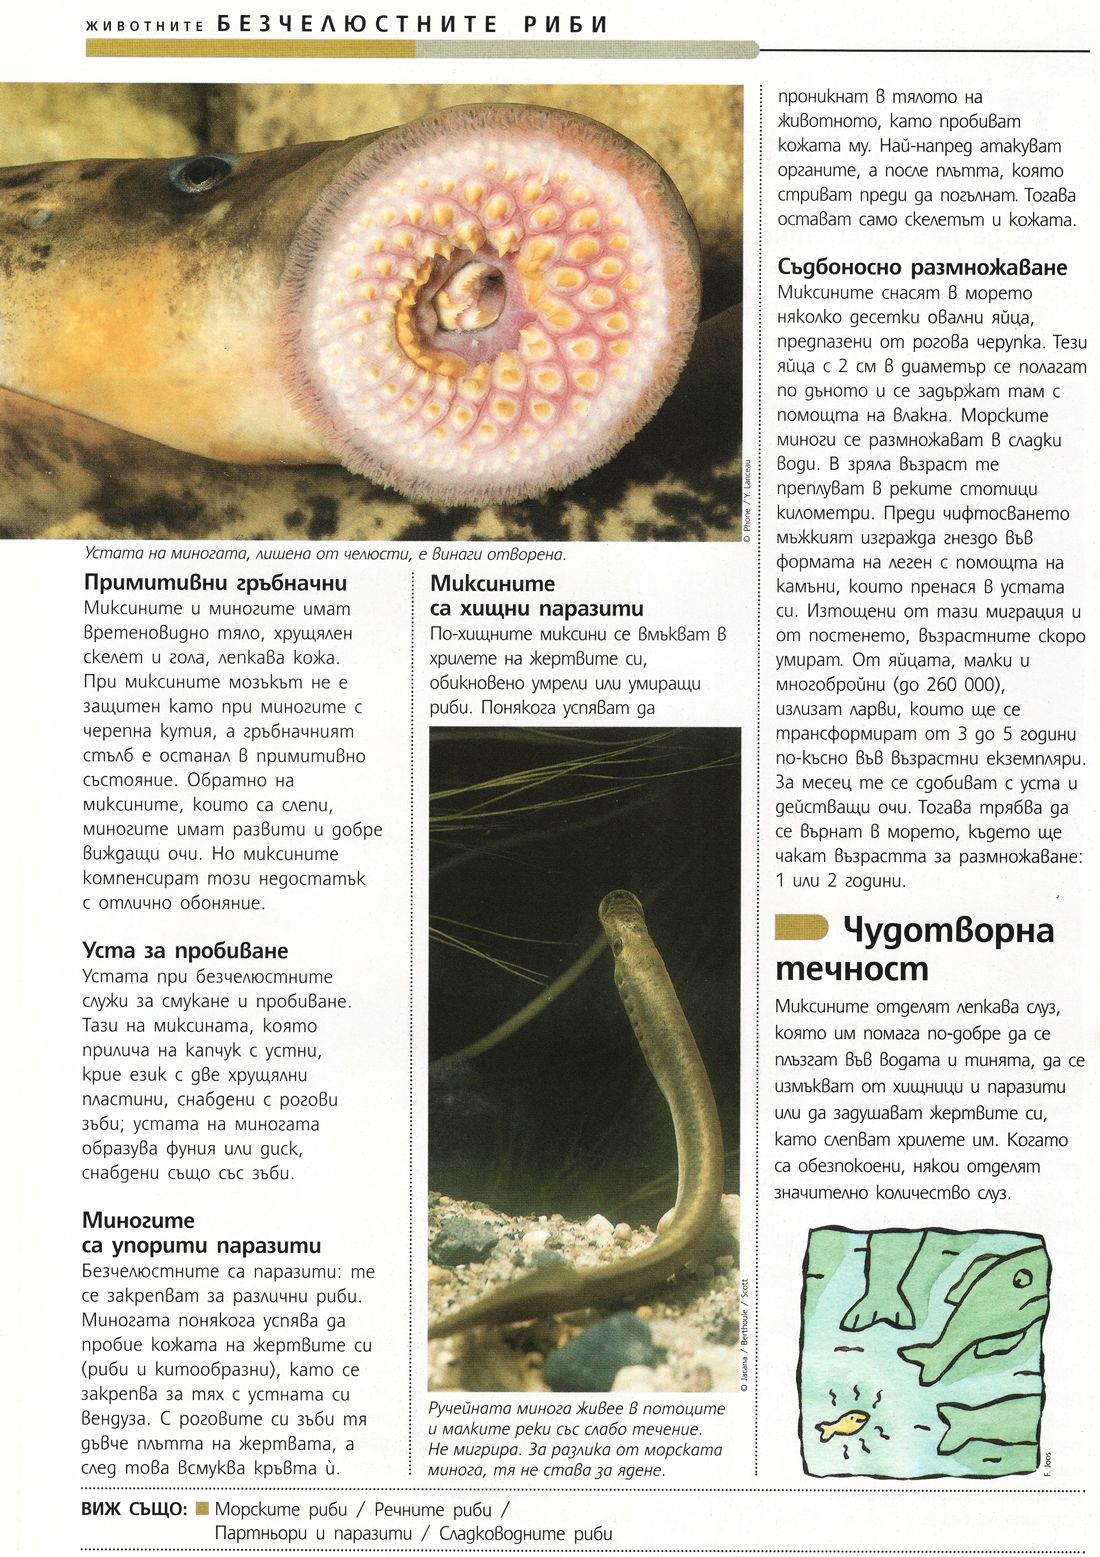 ЖИВОТНИТЕ БЕЗЧЕЛЮСТНИТЕ РИБИ
© Phone / Y. Lanceau
Устата на миногата, лишена от челюсти, е винаги отворена.
Примитивни гръбначни
Миксините и миногите имат
вретеновидно тяло, хрущялен
скелет и гола, лепкава кожа.
При миксините мозъкът не е
защитен като при миногите с
черепна кутия, а гръбначният
стълб е останал в примитивно
състояние. Обратно на
миксините, които са слепи,
миногите имат развити и добре
виждащи очи. Но миксините
компенсират този недостатък
с отлично обоняние.
Уста за пробиване
Устата при безчелюстните
служи за смукане и пробиване.
Тази на миксината, която
прилича на капчук с устни,
крие език с две хрущялни
пластини, снабдени с рогови
зъби; устата на миногата
образува фуния или диск,
снабдени също със зъби.
Миногите
са упорити паразити
Безчелюстните са паразити: те
се закрепват за различни риби.
Миногата понякога успява да
пробие кожата на жертвите си
(риби и китообразни), като се
закрепва за тях с устната си
вендуза. С роговите си зъби тя
дъвче плътта на жертвата, а
след това всмуква кръвта ѝ.
Миксините
са хищни паразити
По-хищните миксини се вмъкват в
хрилете на жертвите си,
обикновено умрели или умиращи
риби. Понякога успяват да
© Jacana / Berthoule / Scott
Ручейната минога живее в потоците
и малките реки със слабо течение.
Не мигрира. За разлика от морската
минога, тя не става за ядене.
проникнат в тялото на
животното, като пробиват
кожата му. Най-напред атакуват
органите, а после плътта, която
стриват преди да погълнат. Тогава
остават само скелетът и кожата.
Съдбоносно размножаване
Миксините снасят в морето
няколко десетки овални яйца,
предпазени от рогова черупка. Тези
яйца с 2 см в диаметър се полагат
по дъното и се задържат там с
помощта на влакна. Морските
миноги се размножават в сладки
води. В зряла възраст те
преплуват в реките стотици
километри. Преди чифтосването
мъжкият изгражда гнездо във
формата на леген с помощта на
камъни, които пренася в устата
си. Изтощени от тази миграция и
от постенето, възрастните скоро
умират. От яйцата, малки и
многобройни (до 260 000),
излизат ларви, които ще се
трансформират от 3 до 5 години
по-късно във възрастни екземпляри.
За месец те се сдобиват с уста и
действащи очи. Тогава трябва да
се върнат в морето, където ще
чакат възрастта за размножаване:
1 или 2 години.
Чудотворна
течност
Миксините отделят лепкава слуз,
която им помага по-добре да се
плъзгат във водата и тинята, да се
измъкват от хищници и паразити
или да задушават жертвите си,
като слепват хрилете им. Когато
са обезпокоени, някои отделят
значително количество слуз.
F. Joos
ВИЖ СЪЩО: Морските риби / Речните риби /
Партньори и паразити / Сладководните риби